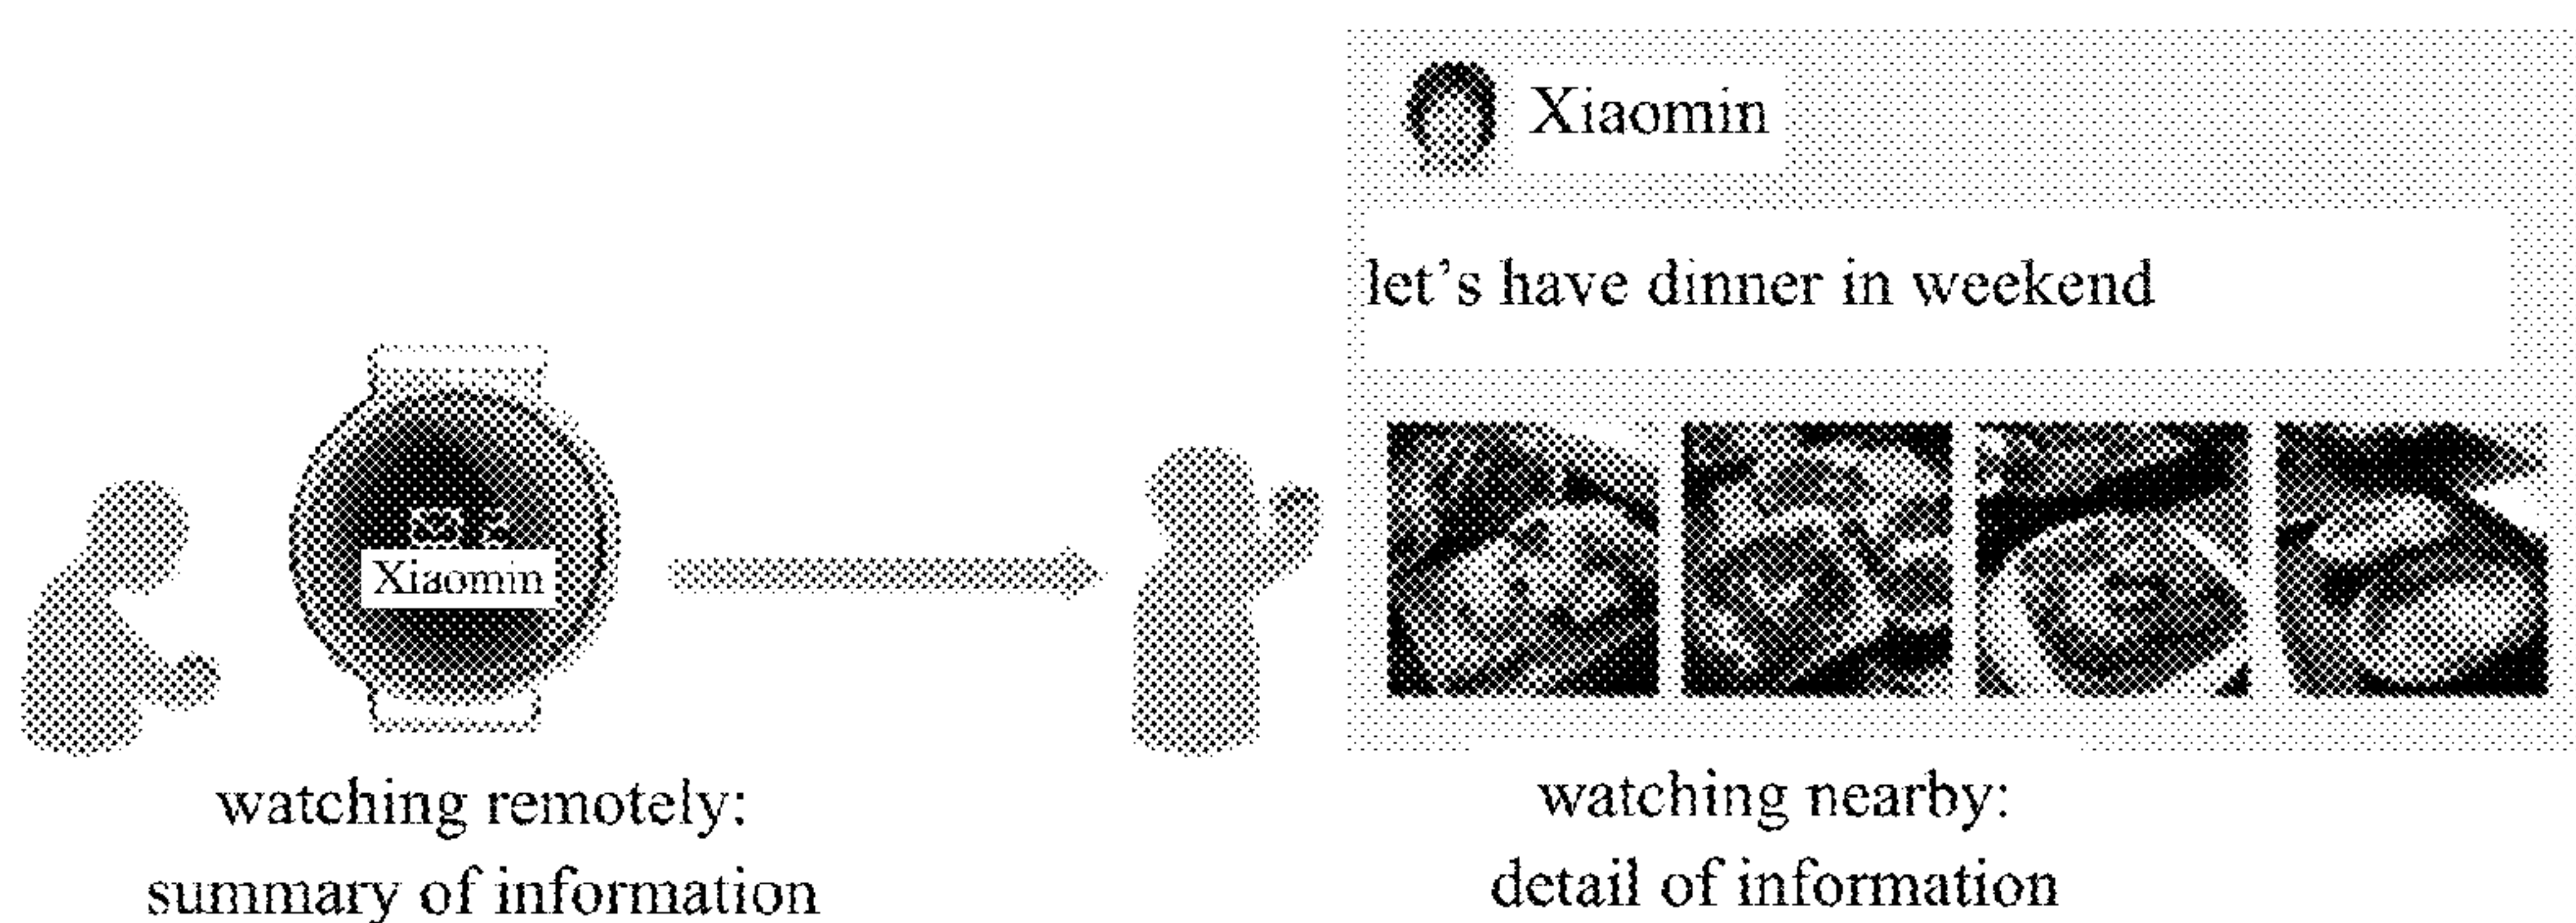 Xiaomin
watching remotely:
summary of information
Xiaomin
let's have dinner in weekend
watching nearby:
detail of information